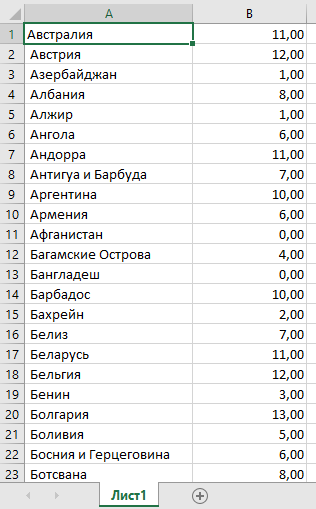 A B
1 Австралия 11,00
2 Австрия 12,00
3 Азербайджан 1,00
4 Албания 8,00
5 Алжир 1,00
6 Ангола 6,00
7 Андорра 11,00
8 Антигуа и Барбуда 7,00
9 Аргентина 10,00
10 Армения 6,00
11 Афганистан 0,00
12 Багамские Острова 4,00
13 Бангладеш 0,00
14 Барбадос 10,00
15 Бахрейн 2,00
16 Белиз 7,00
17 Беларусь 11,00
18 Бельгия 12,00
19 Бенин 3,00
20 Болгария 13,00
21 Боливия 5,00
22 Босния и Герцеговина 6,00
23 Ботсвана 8,00
Лист1